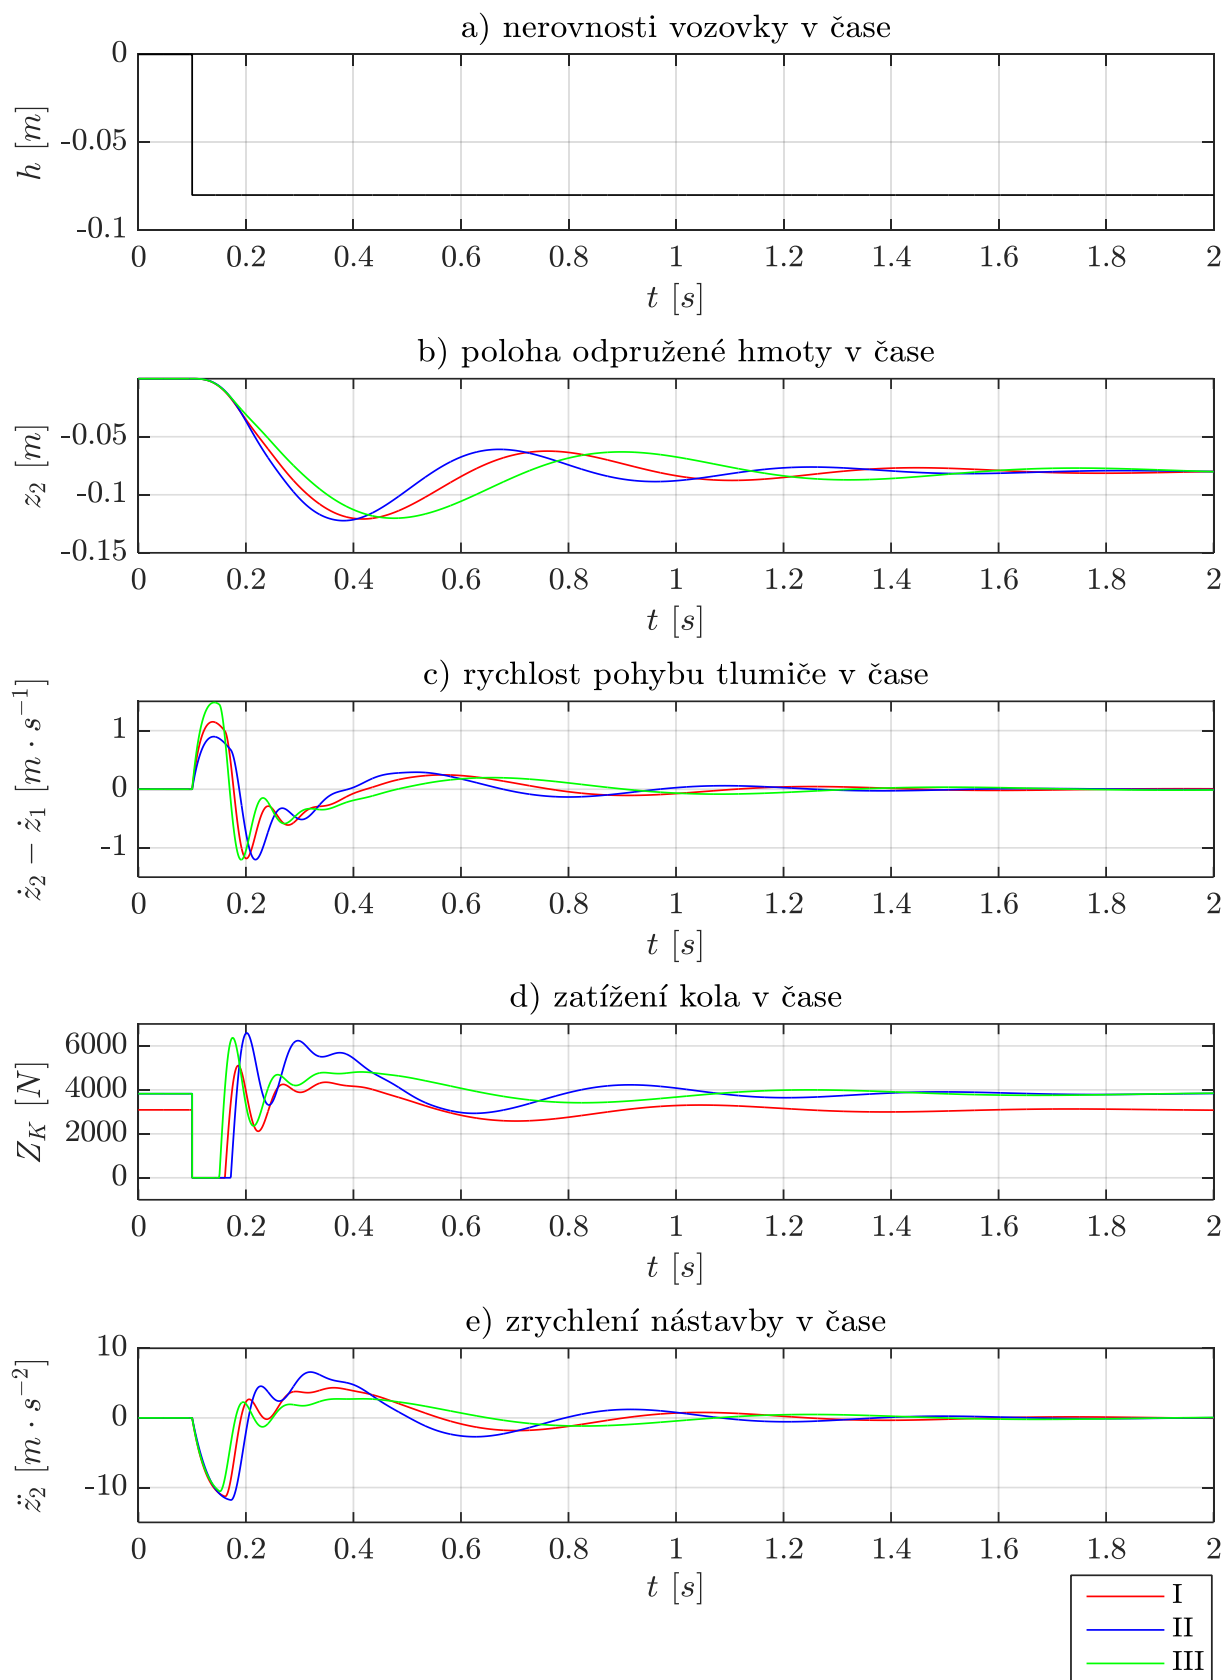 a) nerovnosti vozovky v čase
0
-0.05
-0.1
h [m]
0 0.2 0.4 0.6 0.8 1 1.2 1.4 1.6 1.8 2
t [s]
b) poloha odpružené hmoty v čase
-0.05
-0.1
-0.15
z₂ [m]
0 0.2 0.4 0.6 0.8 1 1.2 1.4 1.6 1.8 2
t [s]
c) rychlost pohybu tlumiče v čase
1
0
-1
ż₂ − ż₁ [m · s⁻¹]
0 0.2 0.4 0.6 0.8 1 1.2 1.4 1.6 1.8 2
t [s]
d) zatížení kola v čase
6000
4000
2000
0
Z_K [N]
0 0.2 0.4 0.6 0.8 1 1.2 1.4 1.6 1.8 2
t [s]
e) zrychlení nástavby v čase
10
0
-10
z̈₂ [m · s⁻²]
0 0.2 0.4 0.6 0.8 1 1.2 1.4 1.6 1.8 2
t [s]
I
II
III